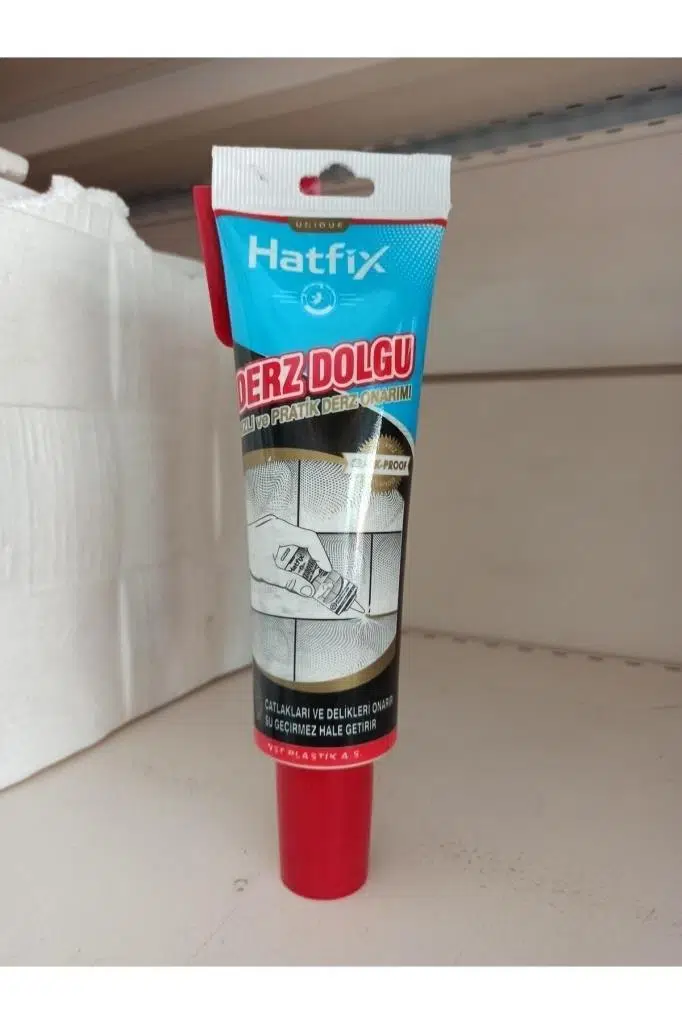 UNIQUE
Hatfix
DERZ DOLGU
ve PRATİK DERZ ONARIMI
Hatfix
ÇATLAKLARI VE DELİKLERİ ONARIR
SU GEÇİRMEZ HALE GETİRİR
PLASTİK A.Ş.